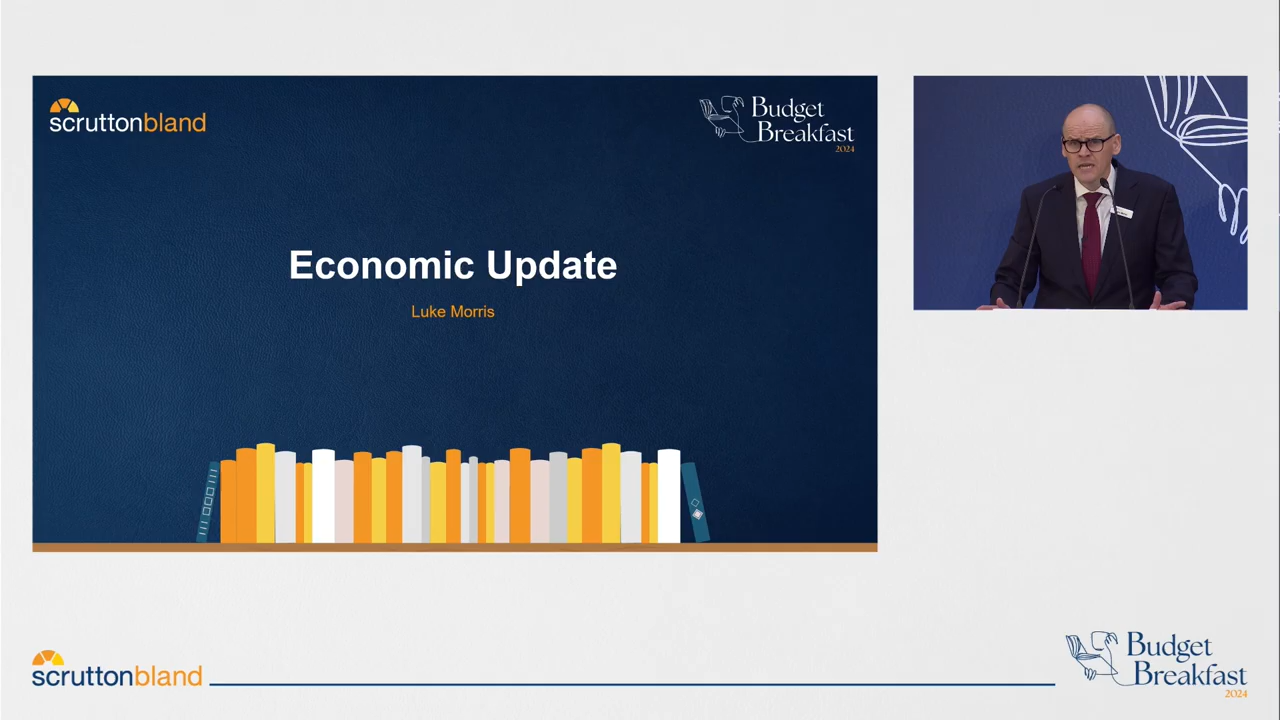 scruttonbland
Budget
Breakfast
2024
Economic Update
Luke Morris
scruttonbland
Budget
Breakfast
2024